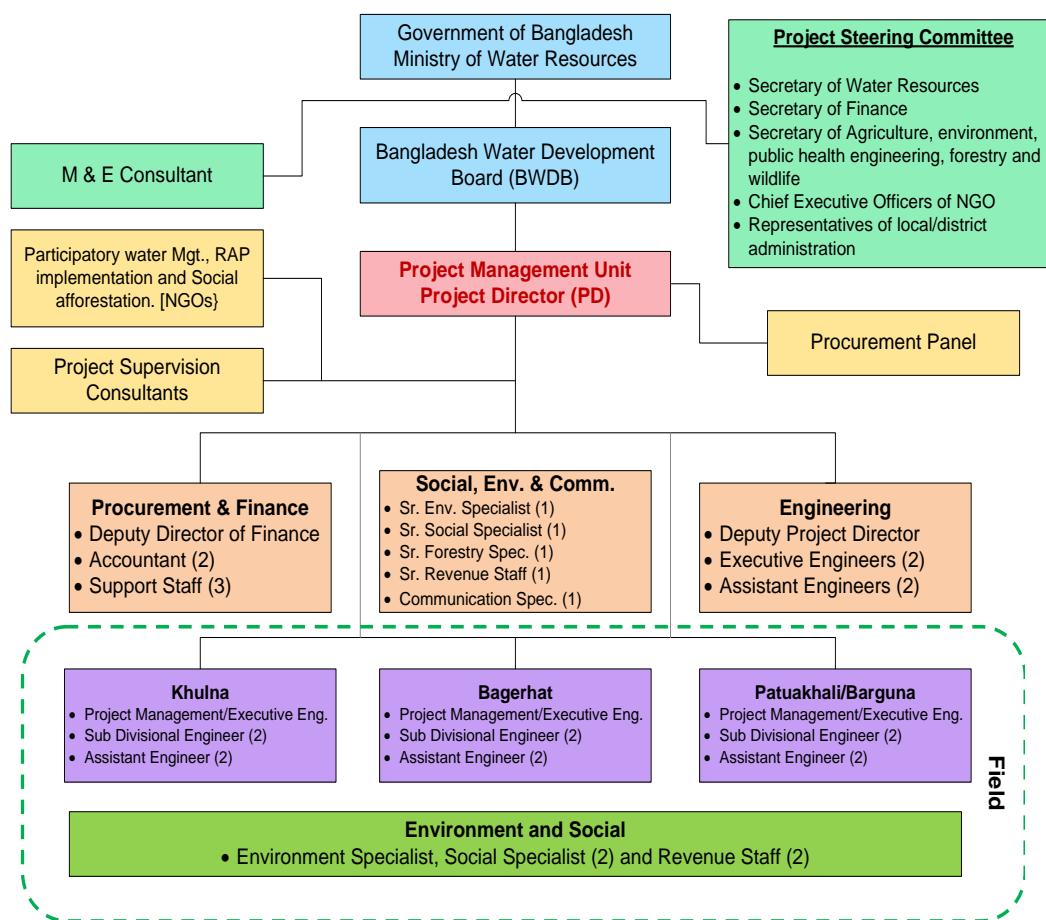 Government of Bangladesh
Ministry of Water Resources
Project Steering Committee
• Secretary of Water Resources
• Secretary of Finance
• Secretary of Agriculture, environment,
public health engineering, forestry and
wildlife
• Chief Executive Officers of NGO
• Representatives of local/district
administration
M & E Consultant
Bangladesh Water Development
Board (BWDB)
Participatory water Mgt., RAP
implementation and Social
afforestation. [NGOs}
Project Management Unit
Project Director (PD)
Procurement Panel
Project Supervision
Consultants
Procurement & Finance
• Deputy Director of Finance
• Accountant (2)
• Support Staff (3)
Social, Env. & Comm.
• Sr. Env. Specialist (1)
• Sr. Social Specialist (1)
• Sr. Forestry Spec. (1)
• Sr. Revenue Staff (1)
• Communication Spec. (1)
Engineering
• Deputy Project Director
• Executive Engineers (2)
• Assistant Engineers (2)
Khulna
• Project Management/Executive Eng.
• Sub Divisional Engineer (2)
• Assistant Engineer (2)
Bagerhat
• Project Management/Executive Eng.
• Sub Divisional Engineer (2)
• Assistant Engineer (2)
Patuakhali/Barguna
• Project Management/Executive Eng.
• Sub Divisional Engineer (2)
• Assistant Engineer (2)
Field
Environment and Social
• Environment Specialist, Social Specialist (2) and Revenue Staff (2)